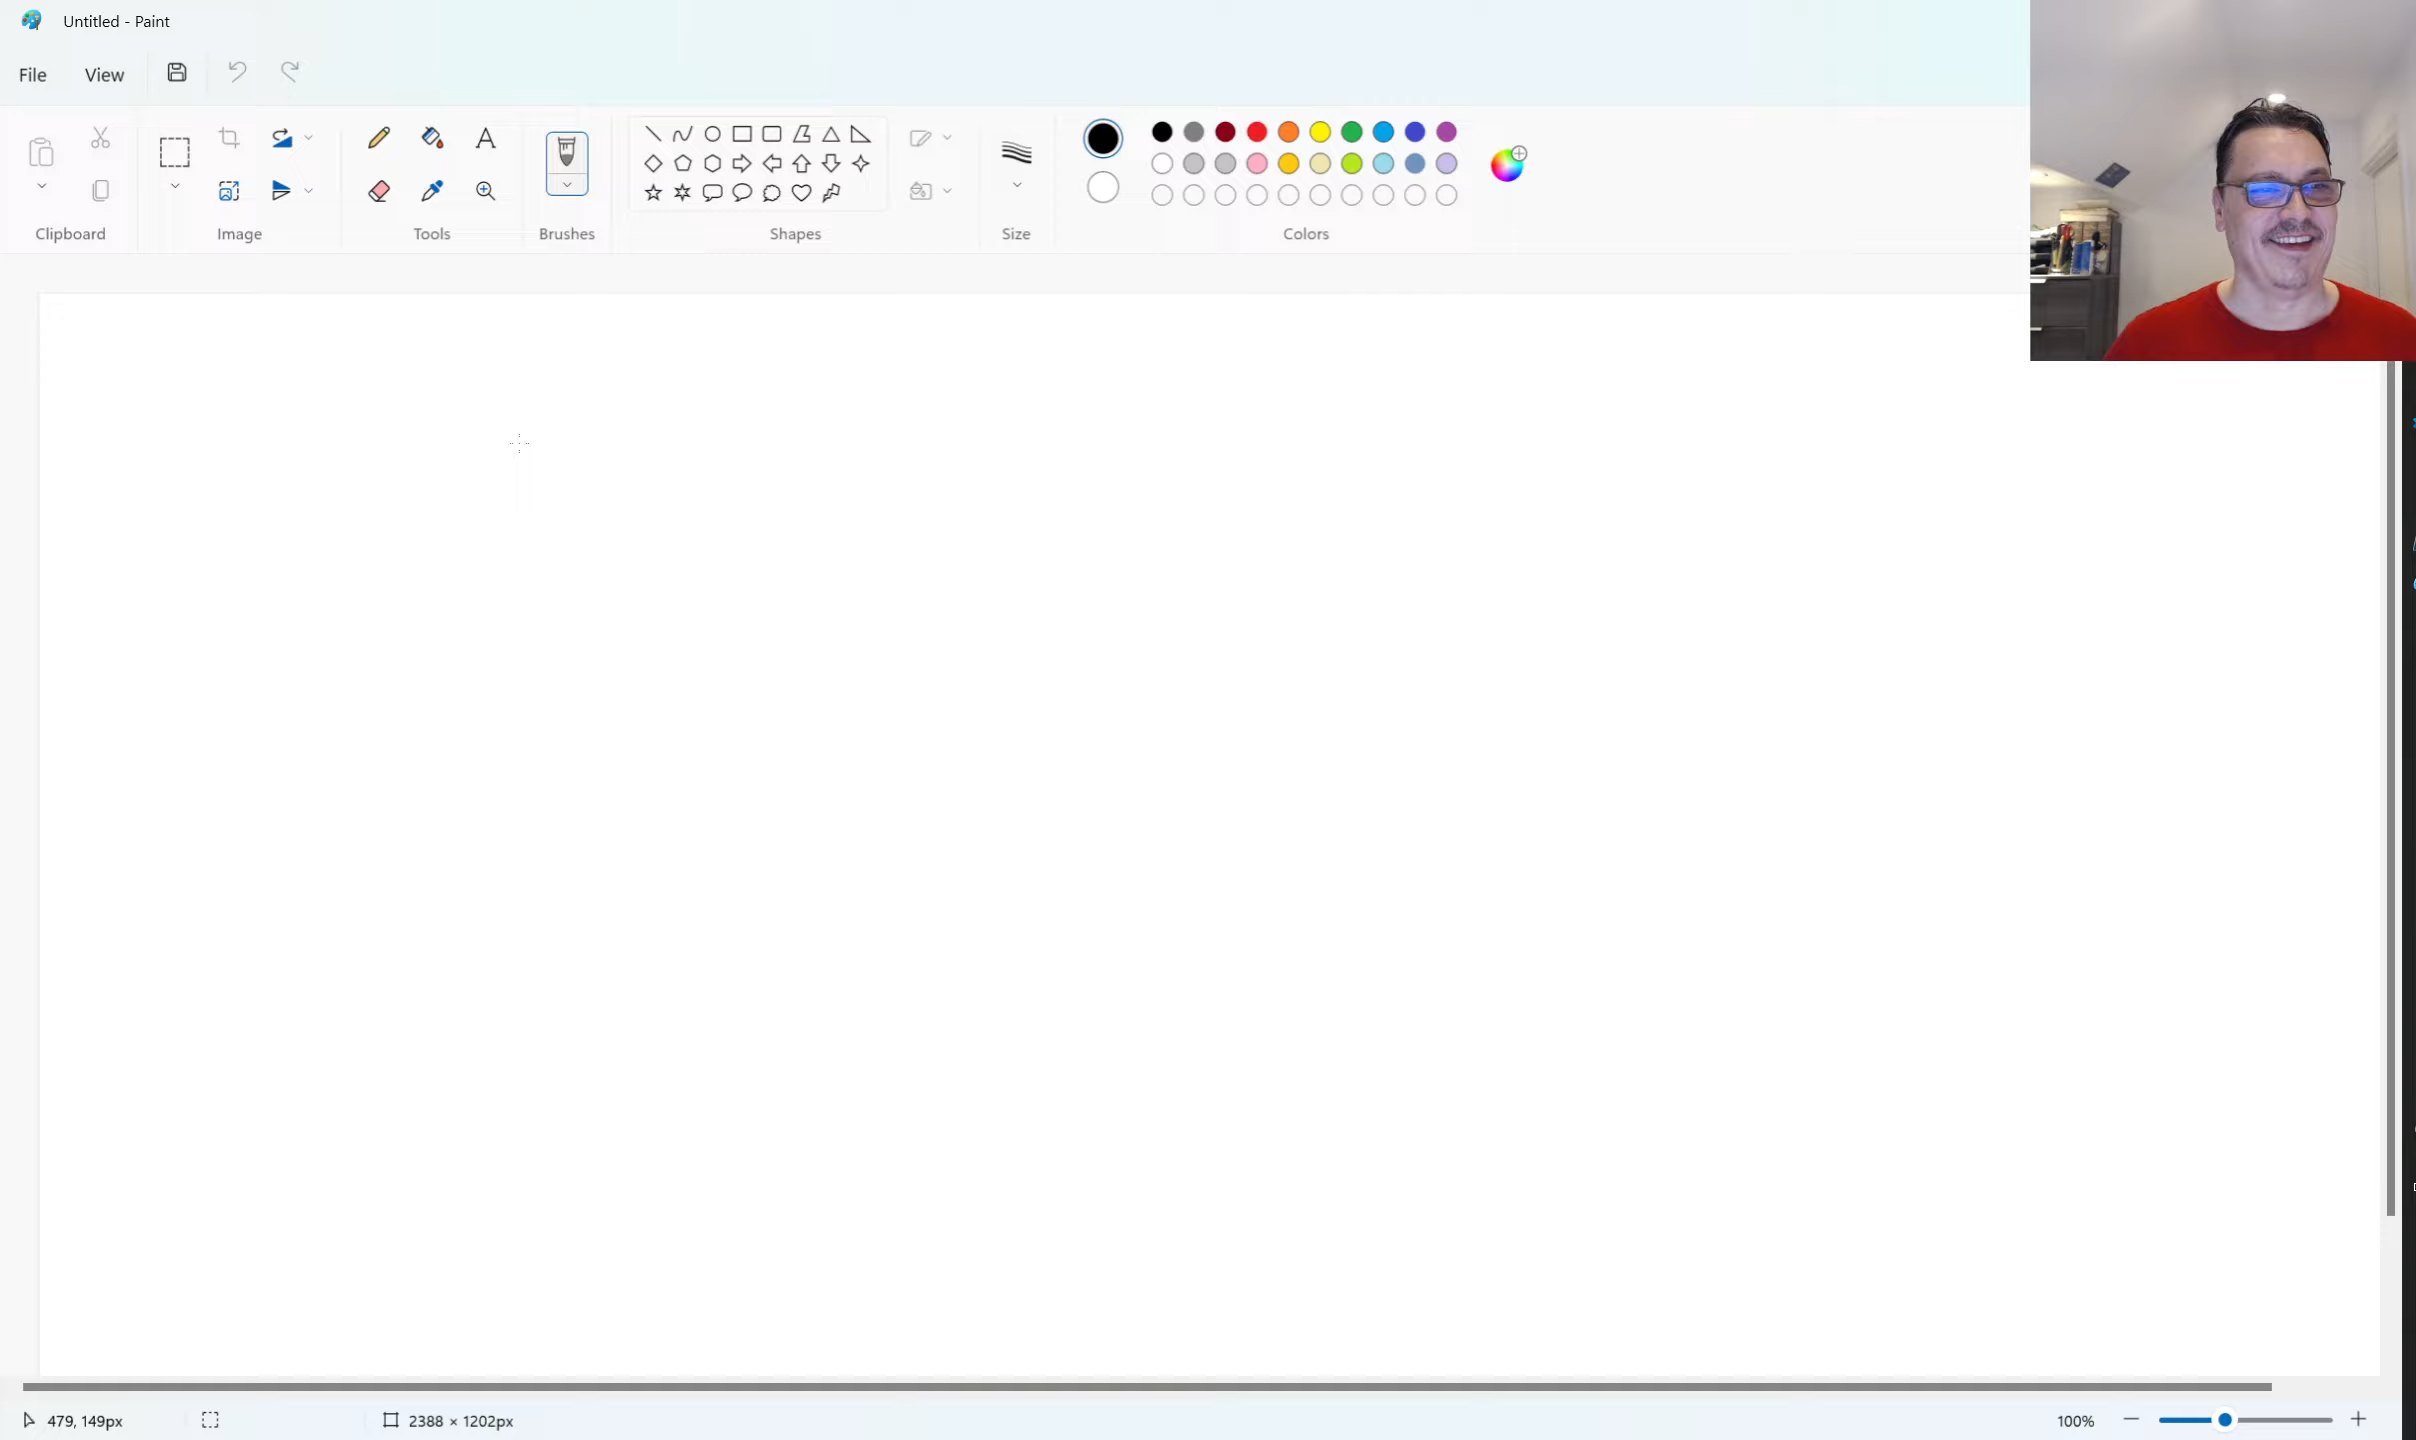 Untitled - Paint
File View
Clipboard Image Tools Brushes Shapes Size Colors
479, 149px 2388 × 1202px 100%